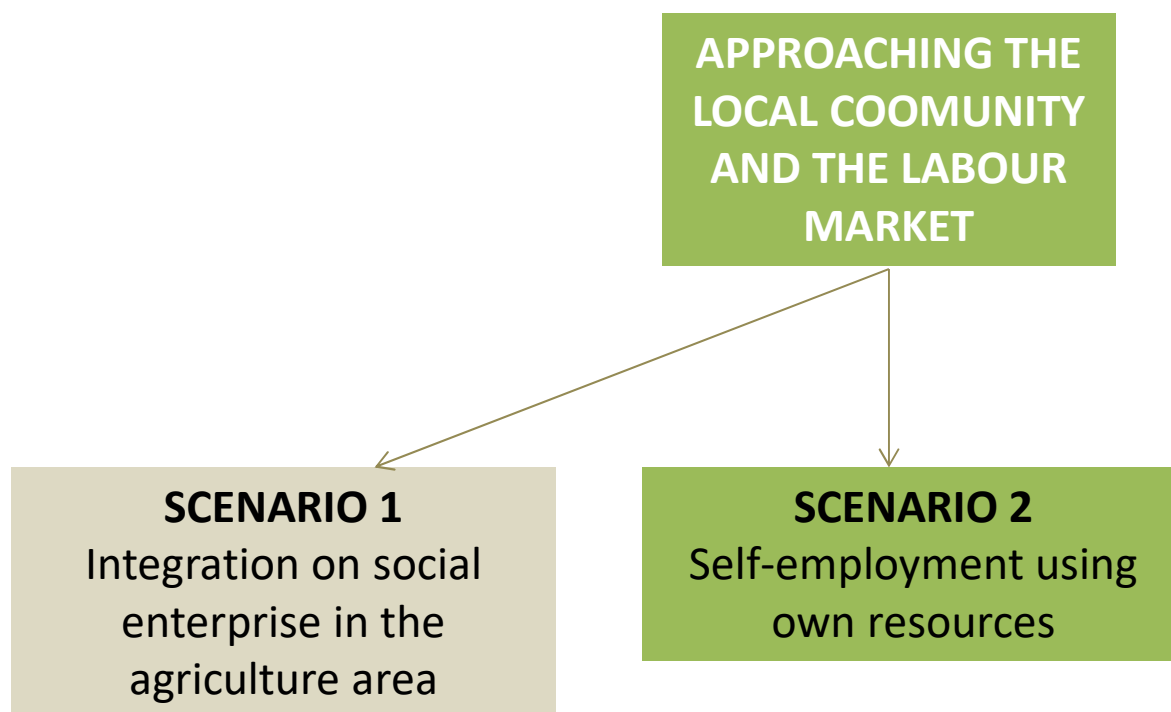 APPROACHING THE
LOCAL COOMUNITY
AND THE LABOUR
MARKET
SCENARIO 1
Integration on social
enterprise in the
agriculture area
SCENARIO 2
Self-employment using
own resources